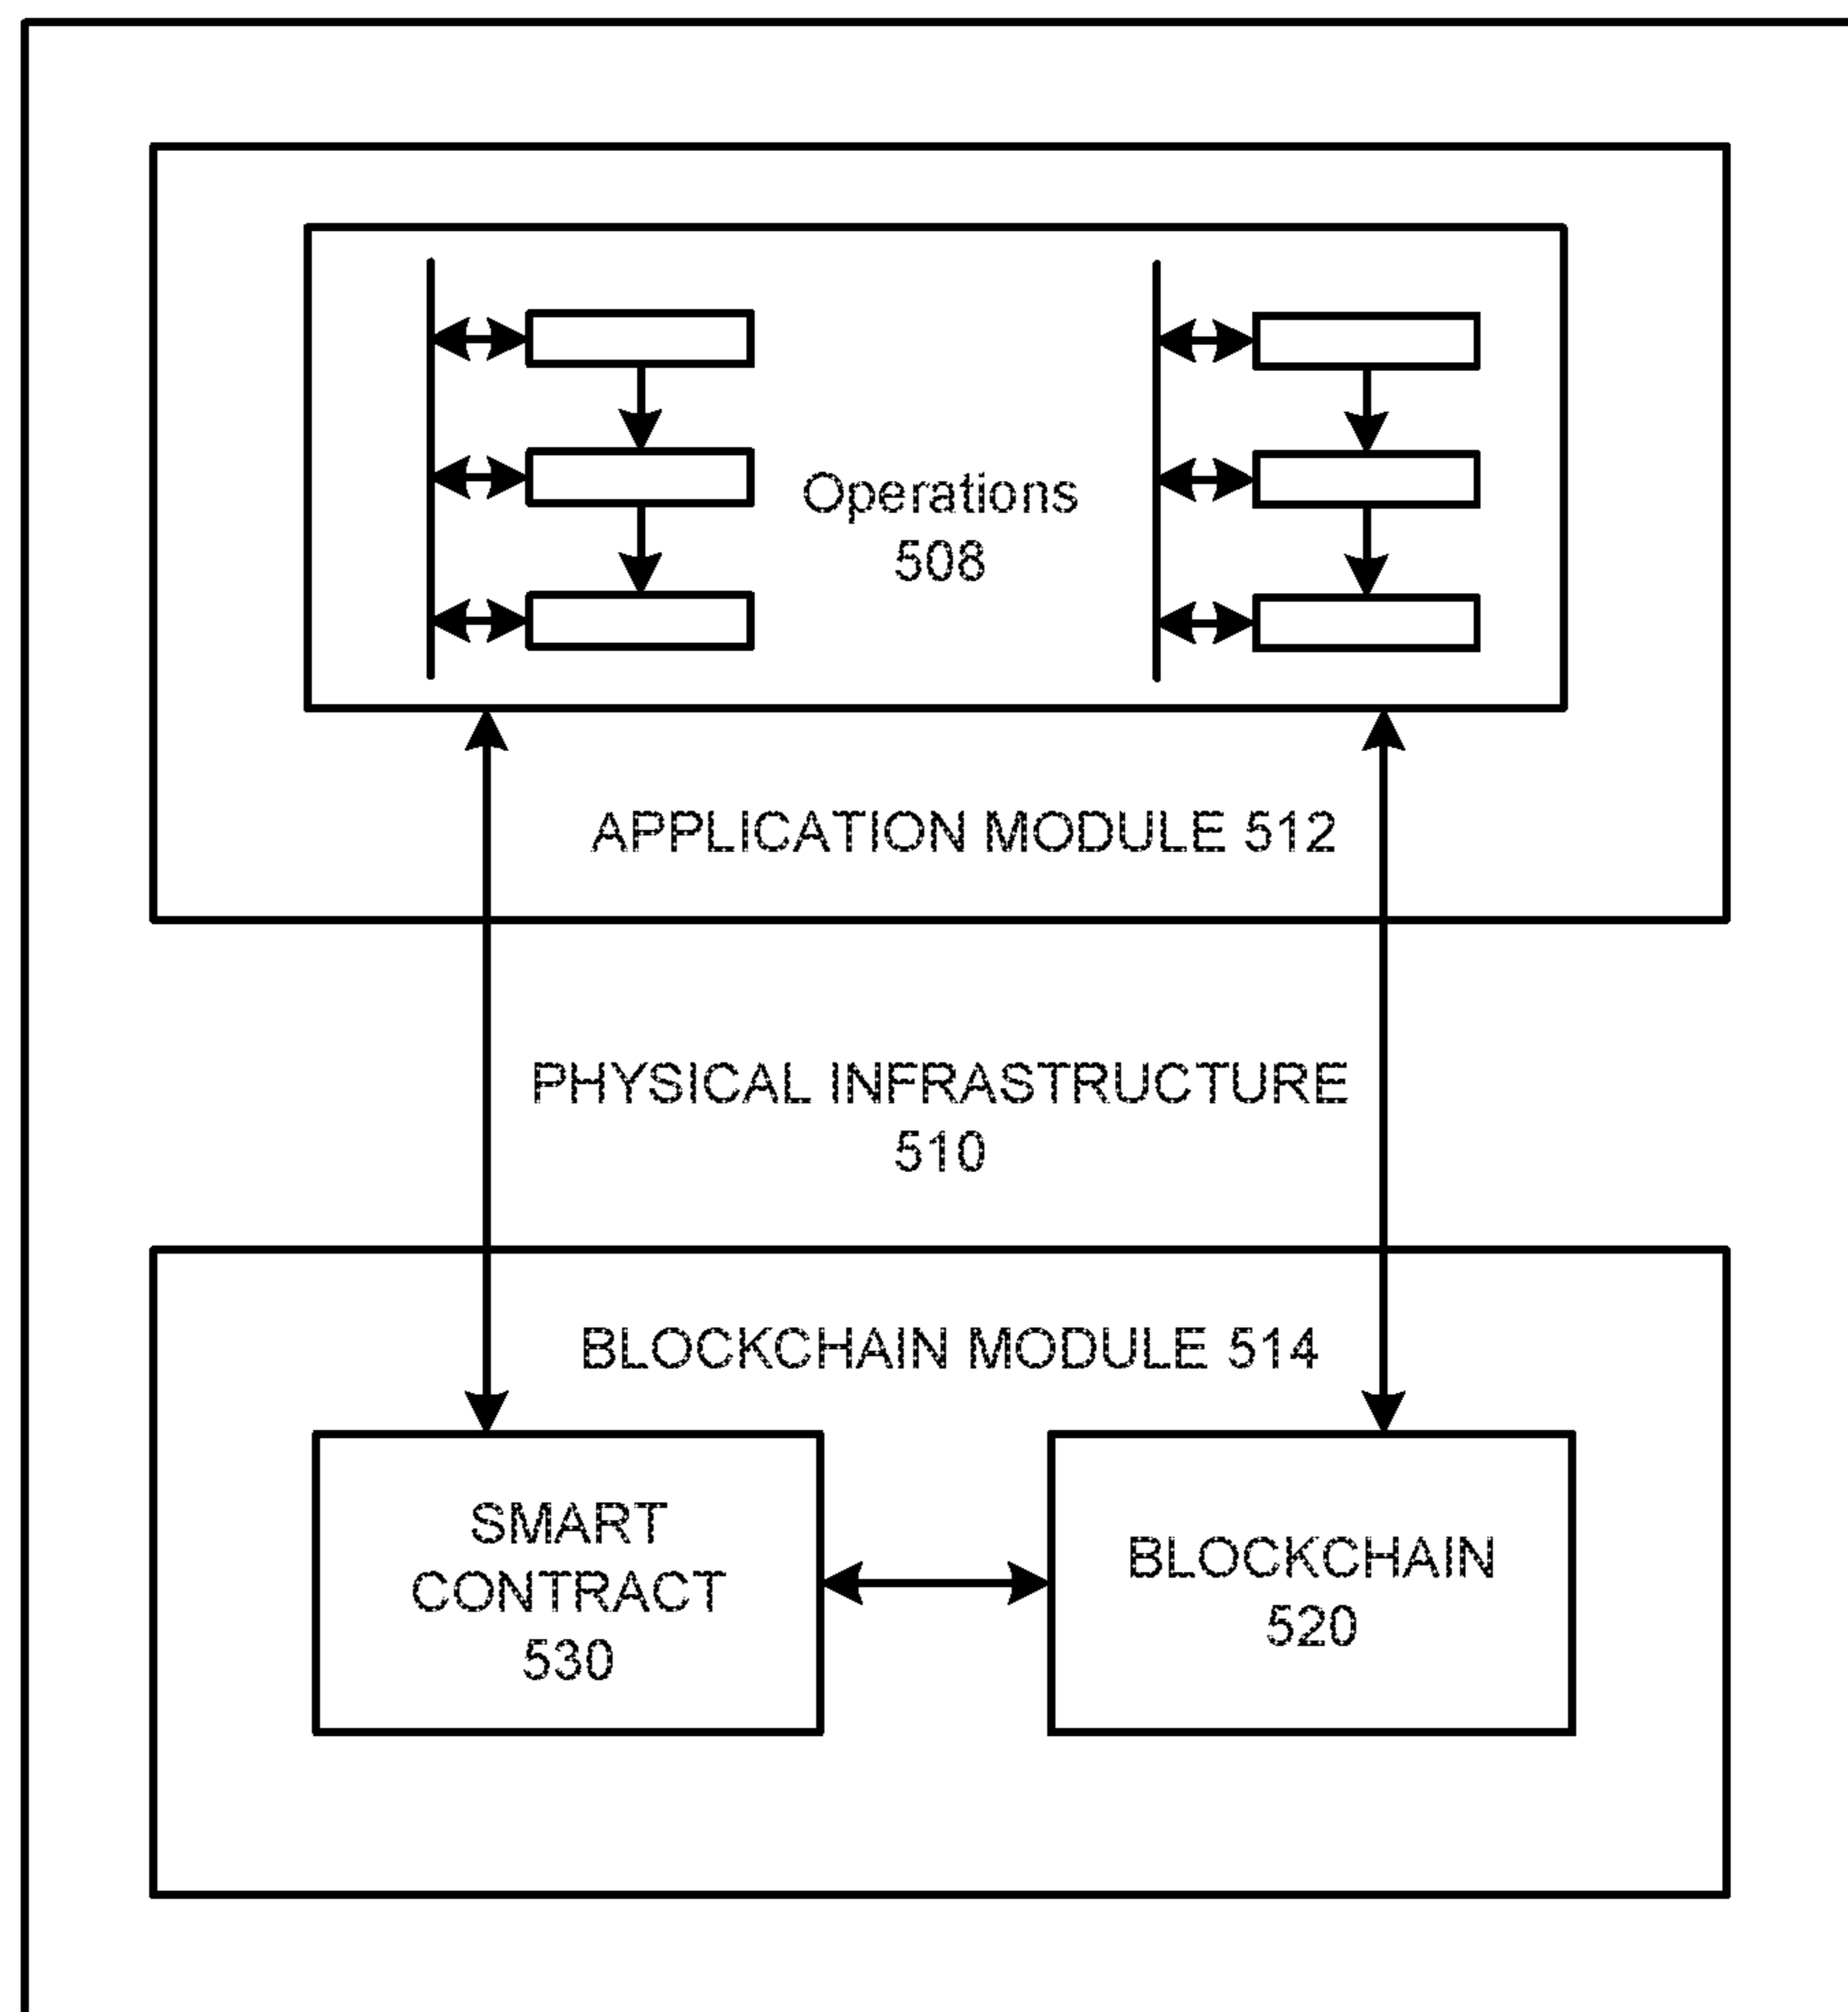 Operations
508
APPLICATION MODULE 512
PHYSICAL INFRASTRUCTURE
510
BLOCKCHAIN MODULE 514
SMART
CONTRACT
530
BLOCKCHAIN
520